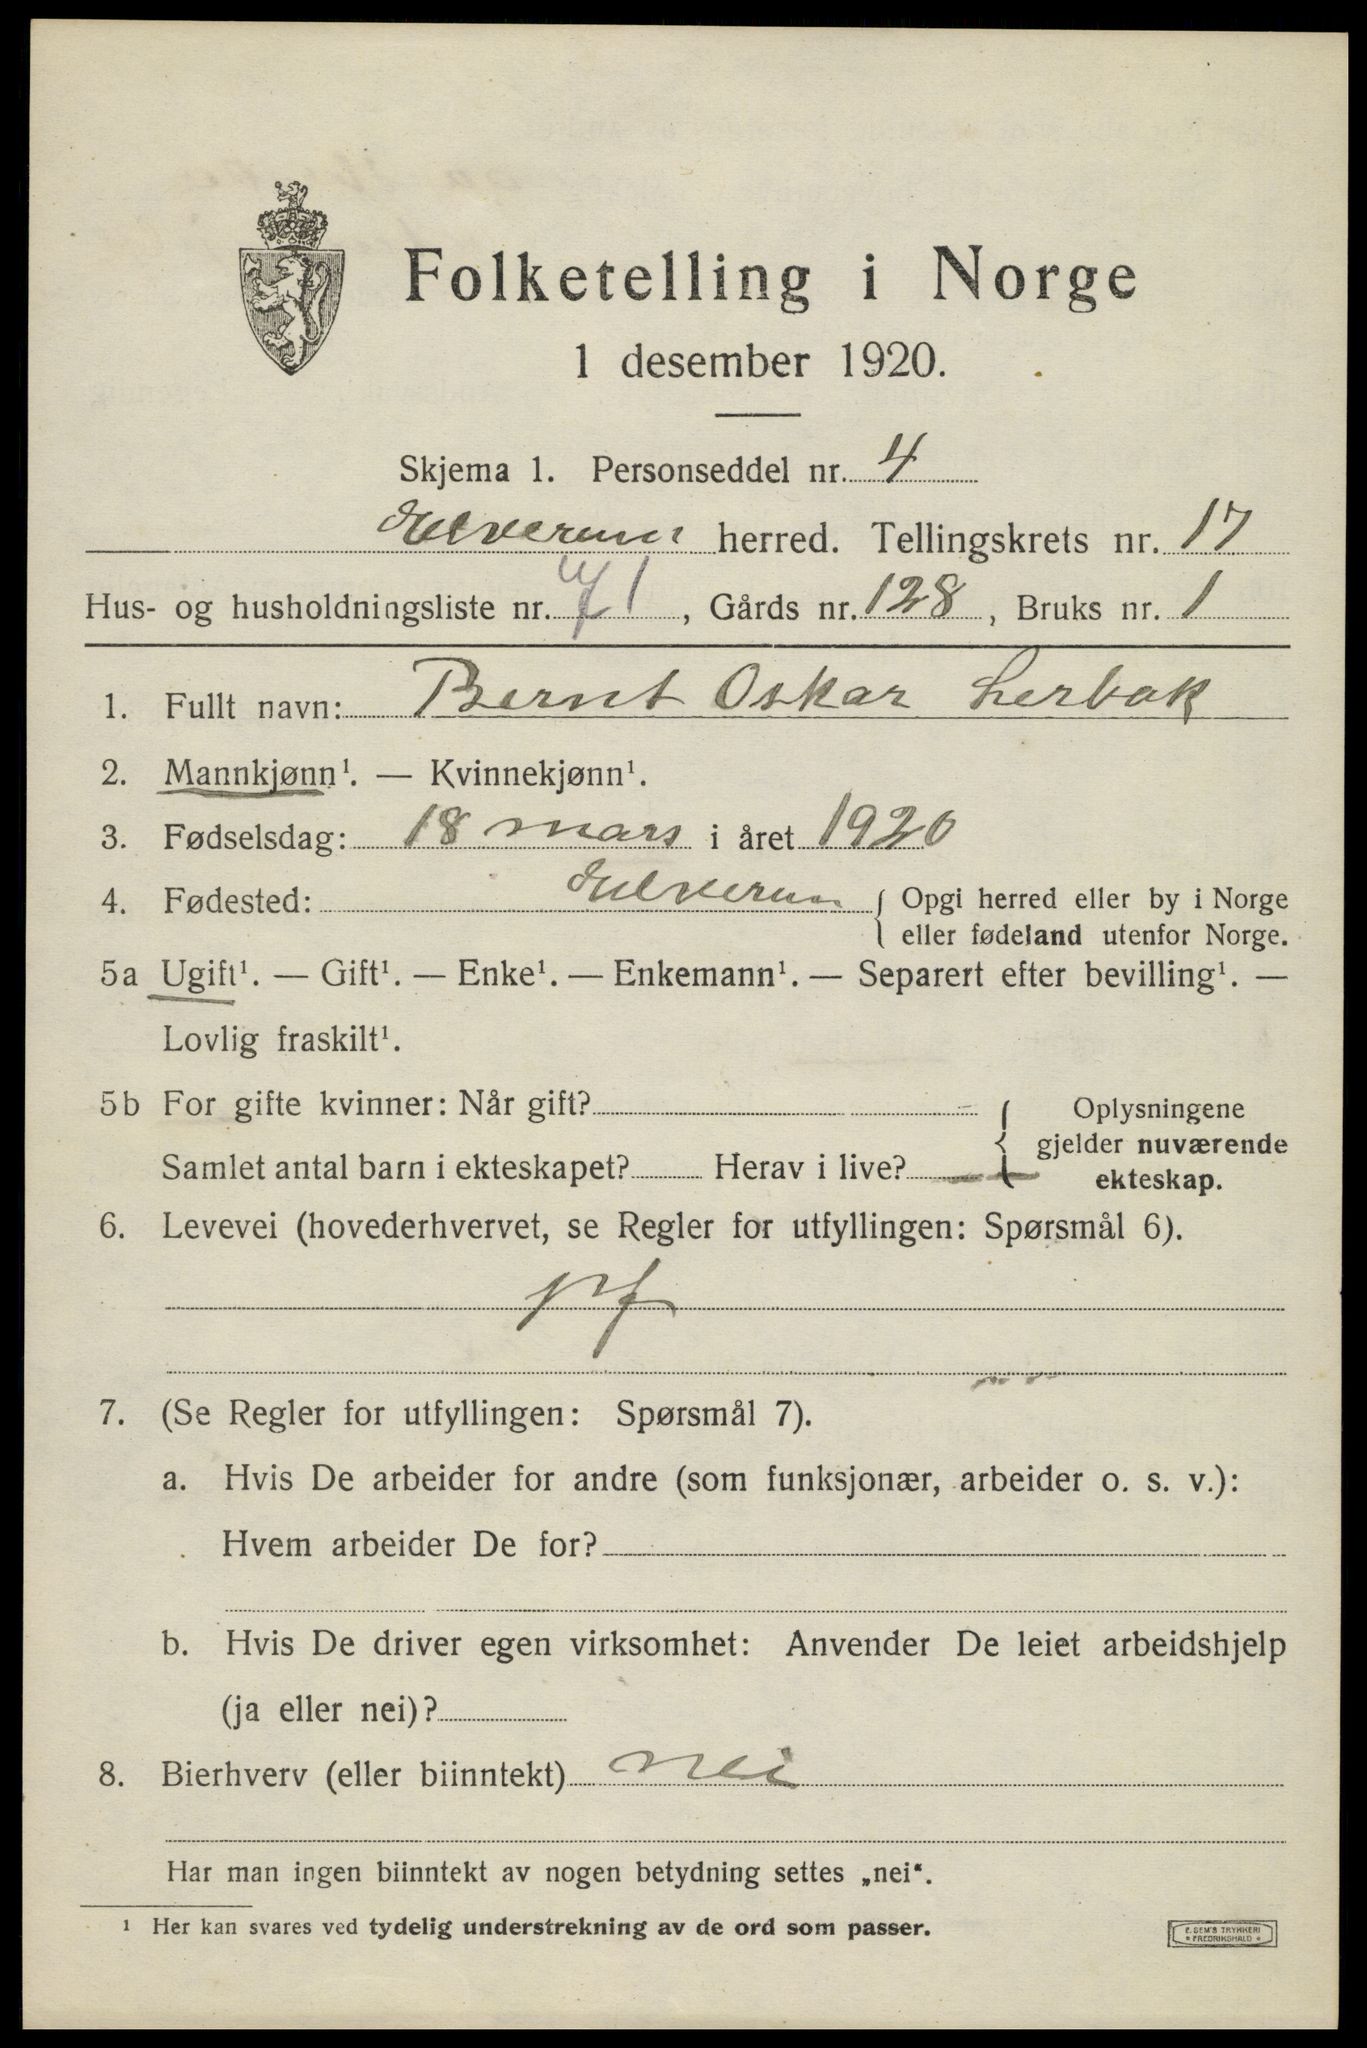 Folketelling i Norge
1 desember 1920.
Skjema 1. Personseddel nr. 4
Elverum herred. Tellingskrets nr. 17
Hus- og husholdningsliste nr. 71, Gårds nr. 128, Bruks nr. 1
1. Fullt navn: Bernt Oskar Lerbak
2. Mannkjønn¹. — Kvinnekjønn¹.
3. Fødselsdag: 18 mars i året 1920
4. Fødested: Elverum { Opgi herred eller by i Norge
eller fødeland utenfor Norge.
5a Ugift¹. — Gift¹. — Enke¹. — Enkemann¹. — Separert efter bevilling¹. —
Lovlig fraskilt¹.
5b For gifte kvinner: Når gift?
Samlet antal barn i ekteskapet? Herav i live?
{ Oplysningene
gjelder nuværende
ekteskap.
6. Levevei (hovederhvervet, se Regler for utfyllingen: Spørsmål 6).
pf
7. (Se Regler for utfyllingen: Spørsmål 7).
a. Hvis De arbeider for andre (som funksjonær, arbeider o. s. v.):
Hvem arbeider De for?
b. Hvis De driver egen virksomhet: Anvender De leiet arbeidshjelp
(ja eller nei)?
8. Bierhverv (eller biinntekt) nei
Har man ingen biinntekt av nogen betydning settes „nei“.
¹ Her kan svares ved tydelig understrekning av de ord som passer.
E. SEM'S TRYKKERI
* FREDRIKSHALD *